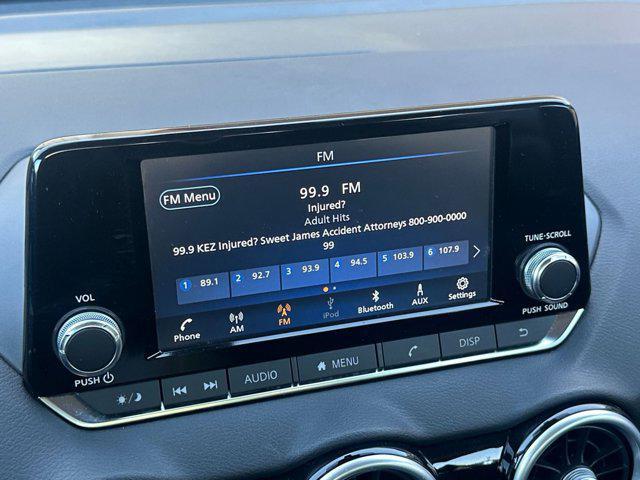 FM
FM Menu
99.9 FM
Injured?
Adult Hits
99.9 KEZ Injured? Sweet James Accident Attorneys 800-900-0000
99
1 89.1 2 92.7 3 93.9 4 94.5 5 103.9 6 107.9
Phone AM FM iPod Bluetooth AUX Settings
VOL
PUSH
TUNE·SCROLL
PUSH SOUND
AUDIO MENU DISP